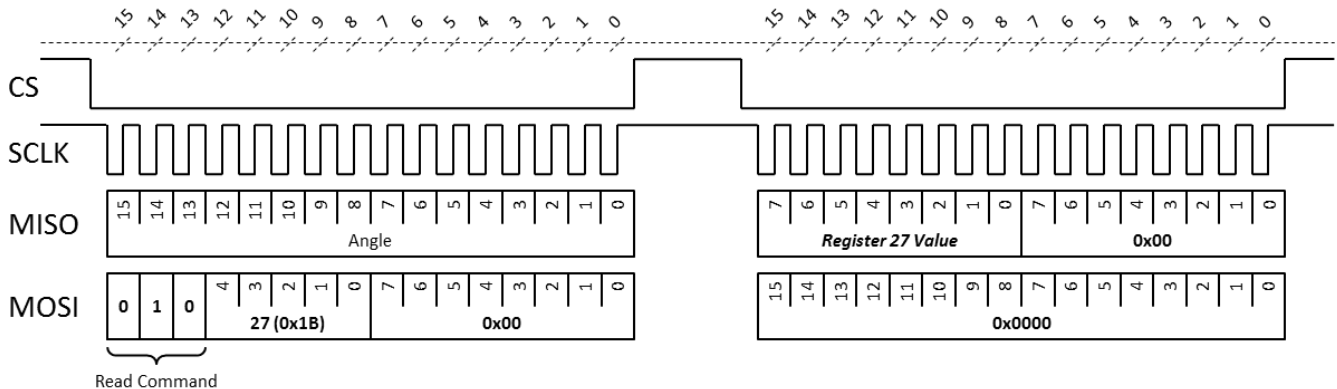 15 14 13 12 11 10 9 8 7 6 5 4 3 2 1 0 15 14 13 12 11 10 9 8 7 6 5 4 3 2 1 0
CS
SCLK
MISO 15 14 13 12 11 10 9 8 7 6 5 4 3 2 1 0 7 6 5 4 3 2 1 0 7 6 5 4 3 2 1 0
Angle Register 27 Value 0x00
MOSI 0 1 0 4 3 2 1 0 7 6 5 4 3 2 1 0 15 14 13 12 11 10 9 8 7 6 5 4 3 2 1 0
27 (0x1B) 0x00 0x0000
Read Command